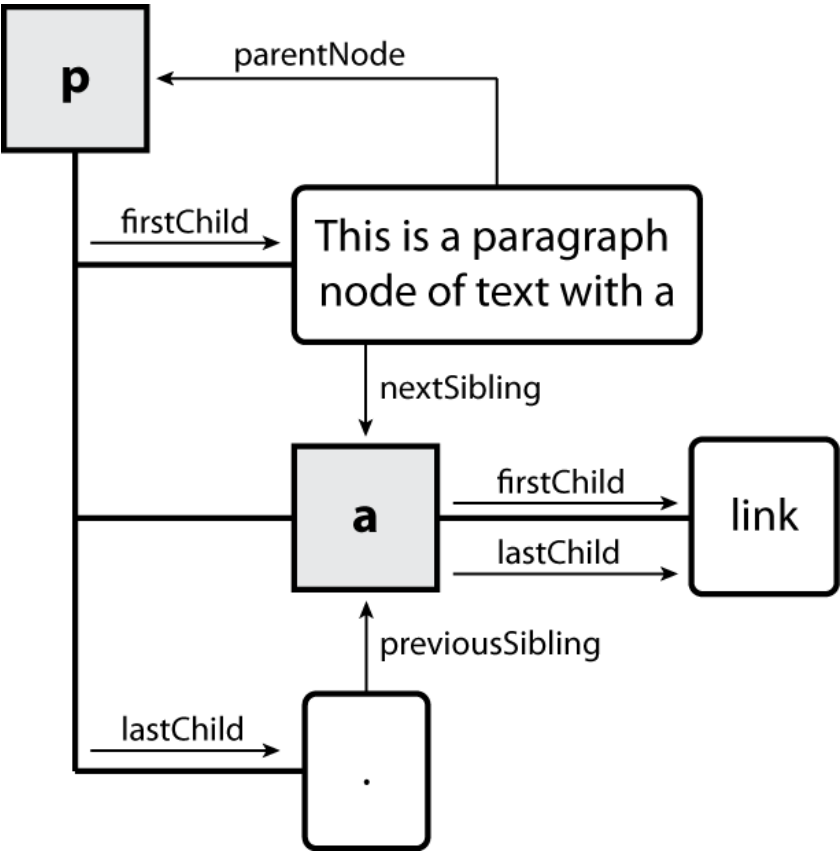 p
parentNode
firstChild
This is a paragraph
node of text with a
nextSibling
a
firstChild
link
lastChild
previousSibling
lastChild
.